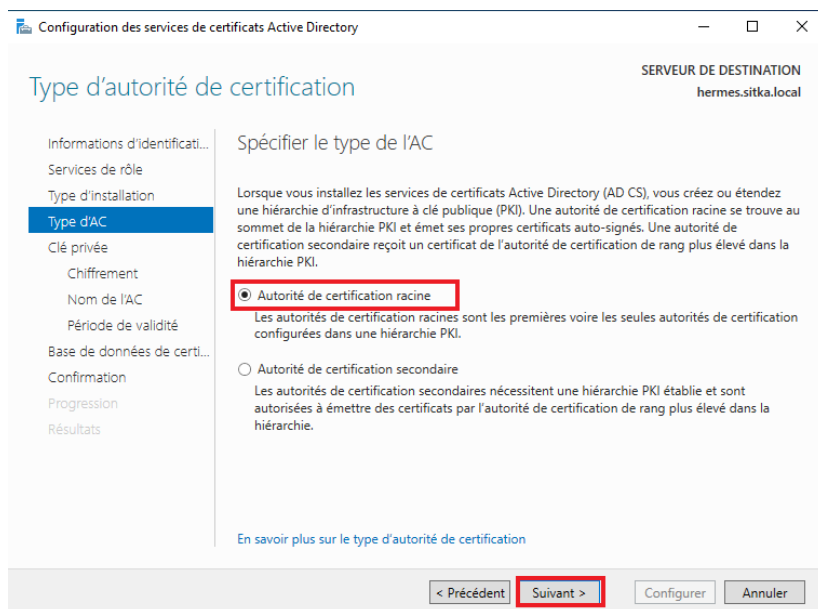 Configuration des services de certificats Active Directory
Type d'autorité de certification
SERVEUR DE DESTINATION
hermes.sitka.local
Informations d'identificati...
Services de rôle
Type d'installation
Type d'AC
Clé privée
Chiffrement
Nom de l'AC
Période de validité
Base de données de certi...
Confirmation
Progression
Résultats
Spécifier le type de l'AC
Lorsque vous installez les services de certificats Active Directory (AD CS), vous créez ou étendez
une hiérarchie d'infrastructure à clé publique (PKI). Une autorité de certification racine se trouve au
sommet de la hiérarchie PKI et émet ses propres certificats auto-signés. Une autorité de
certification secondaire reçoit un certificat de l'autorité de certification de rang plus élevé dans la
hiérarchie PKI.
Autorité de certification racine
Les autorités de certification racines sont les premières voire les seules autorités de certification
configurées dans une hiérarchie PKI.
Autorité de certification secondaire
Les autorités de certification secondaires nécessitent une hiérarchie PKI établie et sont
autorisées à émettre des certificats par l'autorité de certification de rang plus élevé dans la
hiérarchie.
En savoir plus sur le type d'autorité de certification
< Précédent
Suivant >
Configurer
Annuler